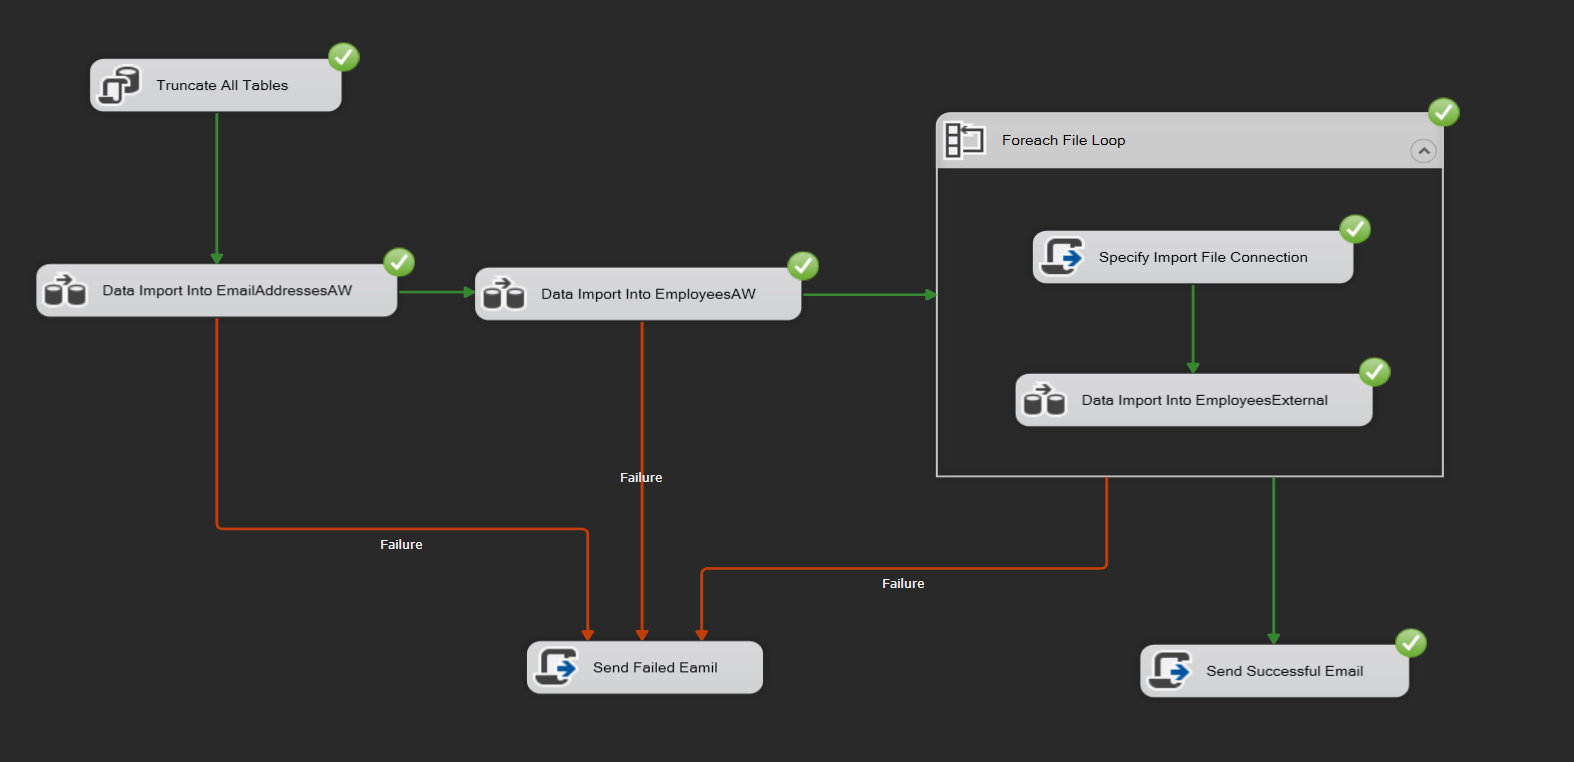 Truncate All Tables
Foreach File Loop
Specify Import File Connection
Data Import Into EmailAddressesAW
Data Import Into EmployeesAW
Data Import Into EmployeesExternal
Failure
Failure
Failure
Send Failed Eamil
Send Successful Email